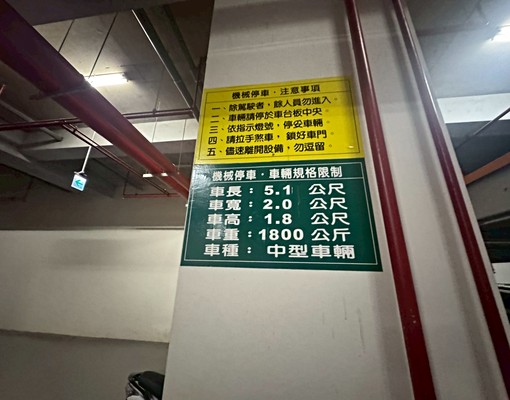 機械停車．注意事項
一、除駕駛者，餘人員勿進入。
二、車輛請停於車台板中央。
三、依指示燈號，停妥車輛。
四、請拉手煞車，鎖好車門。
五、儘速離開設備，勿逗留。
機械停車．車輛規格限制
車長：5.1 公尺
車寬：2.0 公尺
車高：1.8 公尺
車重：1800 公斤
車種：中型車輛